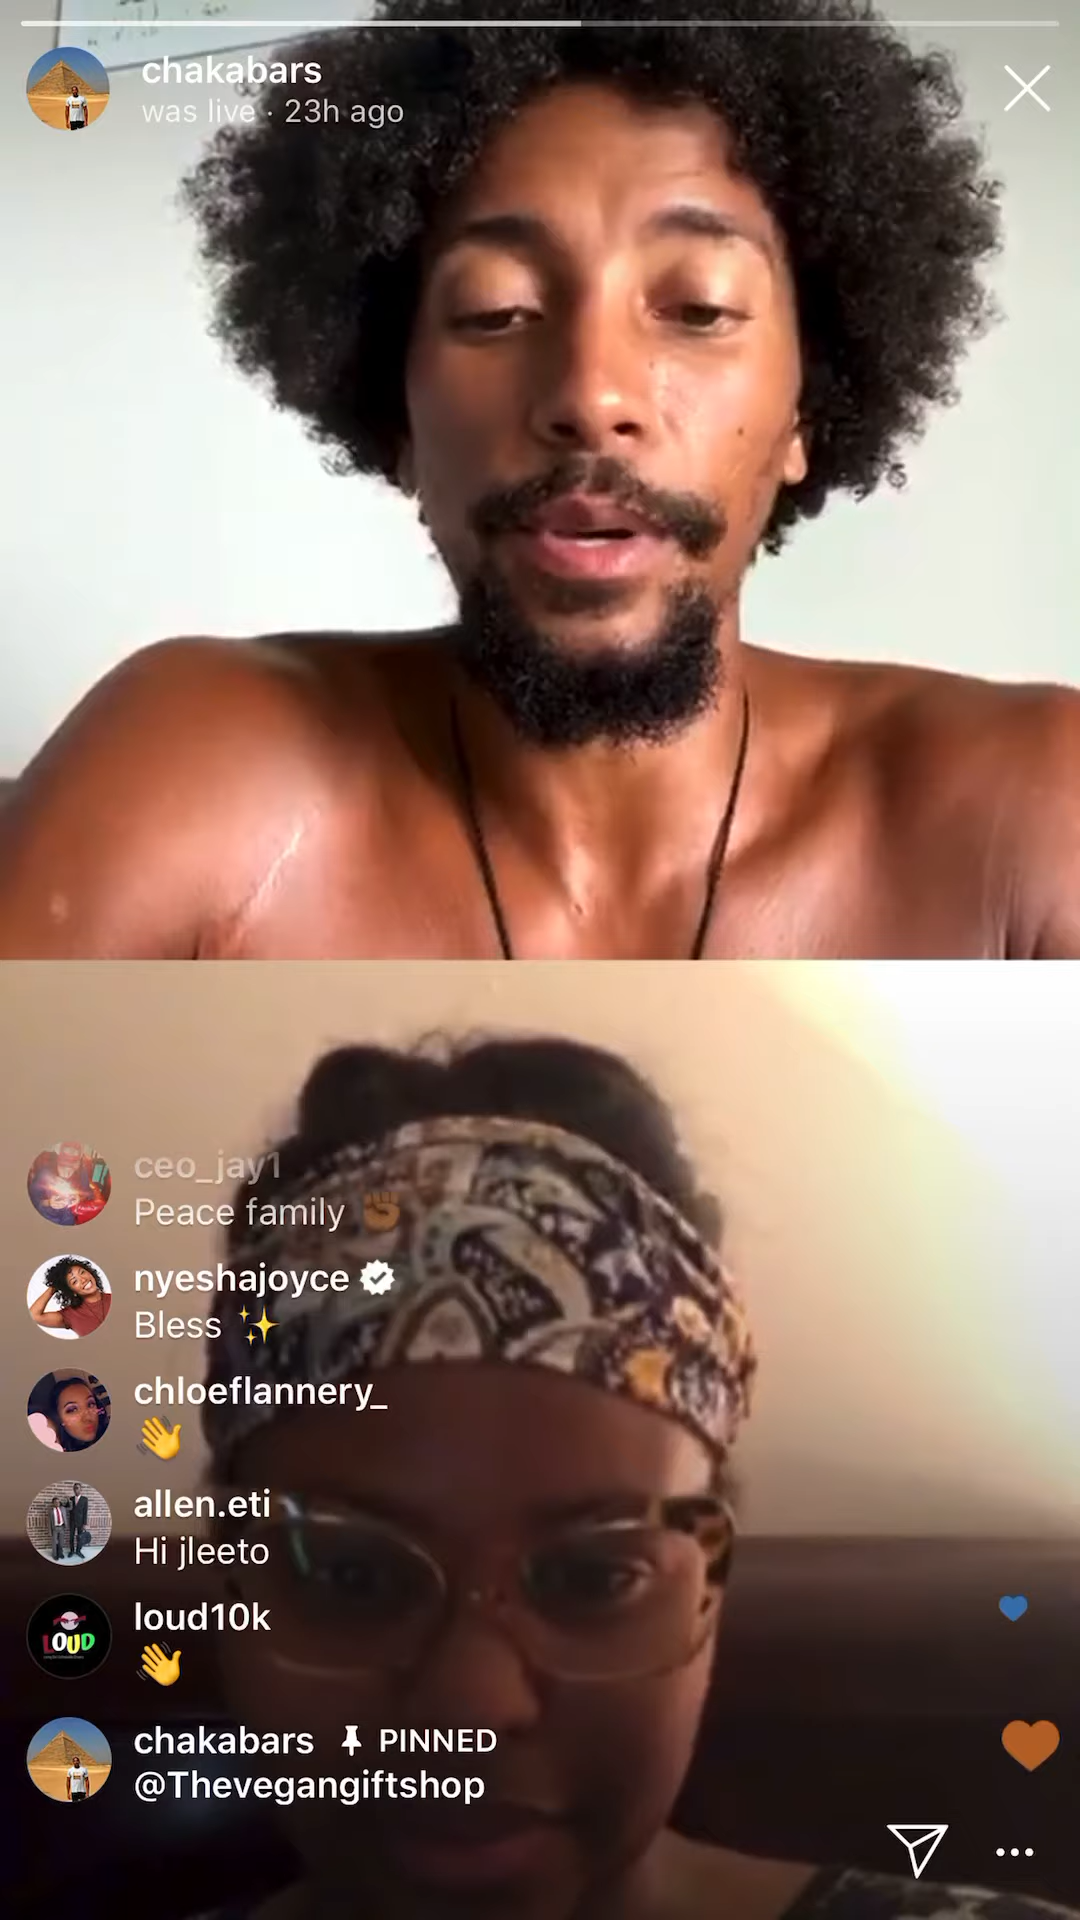 chakabars
was live · 23h ago
ceo_jay1
Peace family ✊🏾
nyeshajoyce
Bless ✨
chloeflannery_
👋
allen.eti
Hi jleeto
loud10k
👋
LOUD
chakabars PINNED
@Thevegangiftshop